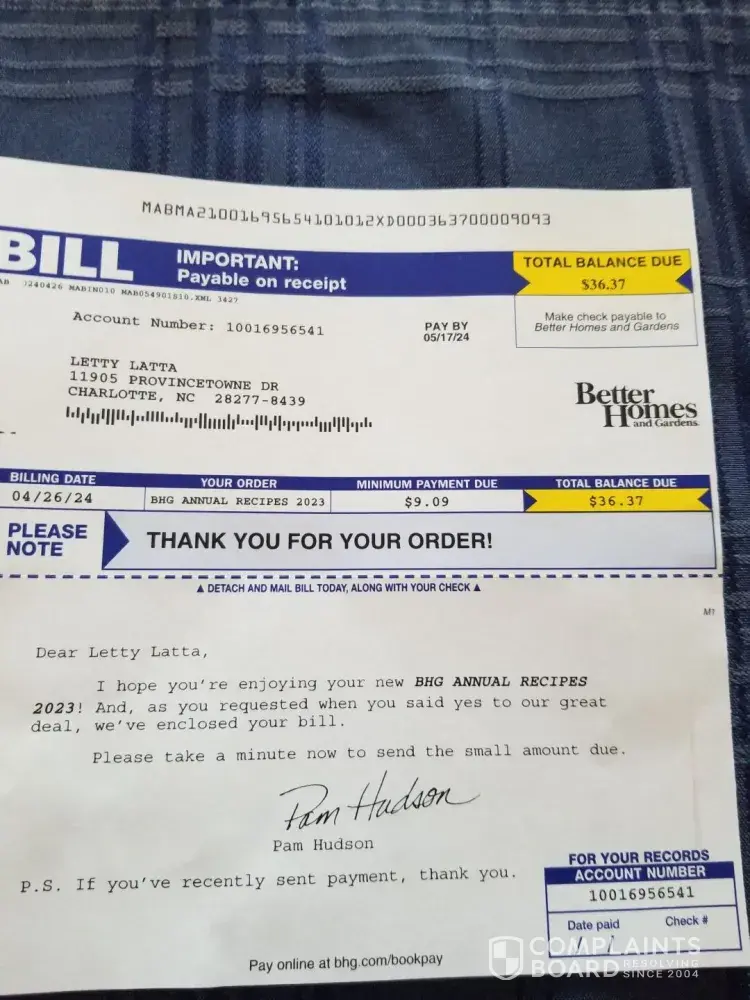 MABMA21001695654101012XD000363700009093
BILL
IMPORTANT:
Payable on receipt
TOTAL BALANCE DUE
$36.37
Make check payable to
Better Homes and Gardens
240426 MABIN010 MAB054901B10.XML 3427
Account Number: 10016956541
PAY BY
05/17/24
LETTY LATTA
11905 PROVINCETOWNE DR
CHARLOTTE, NC 28277-8439
Better
Homes
and Gardens
BILLING DATE YOUR ORDER MINIMUM PAYMENT DUE TOTAL BALANCE DUE
04/26/24 BHG ANNUAL RECIPES 2023 $9.09 $36.37
PLEASE
NOTE
THANK YOU FOR YOUR ORDER!
▲ DETACH AND MAIL BILL TODAY, ALONG WITH YOUR CHECK ▲
M1
Dear Letty Latta,
I hope you're enjoying your new BHG ANNUAL RECIPES
2023! And, as you requested when you said yes to our great
deal, we've enclosed your bill.
Please take a minute now to send the small amount due.
Pam Hudson
Pam Hudson
P.S. If you've recently sent payment, thank you.
FOR YOUR RECORDS
ACCOUNT NUMBER
10016956541
Date paid Check #
Pay online at bhg.com/bookpay
COMPLAINTS
BOARD RESOLVING
SINCE 2004